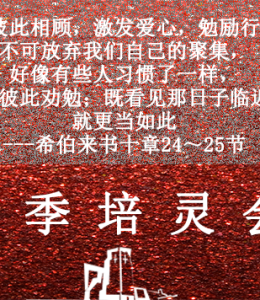 彼此相顾，激发爱心，勉励行
不可放弃我们自己的聚集，
好像有些人习惯了一样，
彼此劝勉；既看见那日子临近
就更当如此
---希伯来书十章24～25节
季培灵会